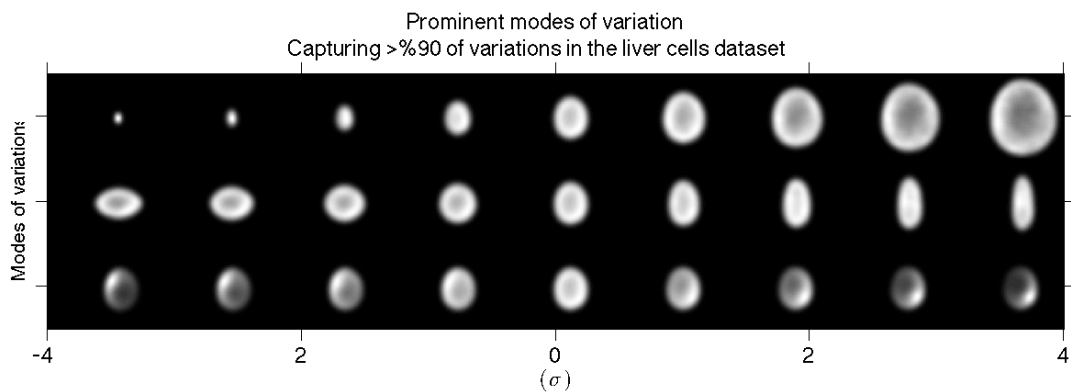 Prominent modes of variation
Capturing >%90 of variations in the liver cells dataset
Modes of variations
-4 2 0 2 4
(σ)